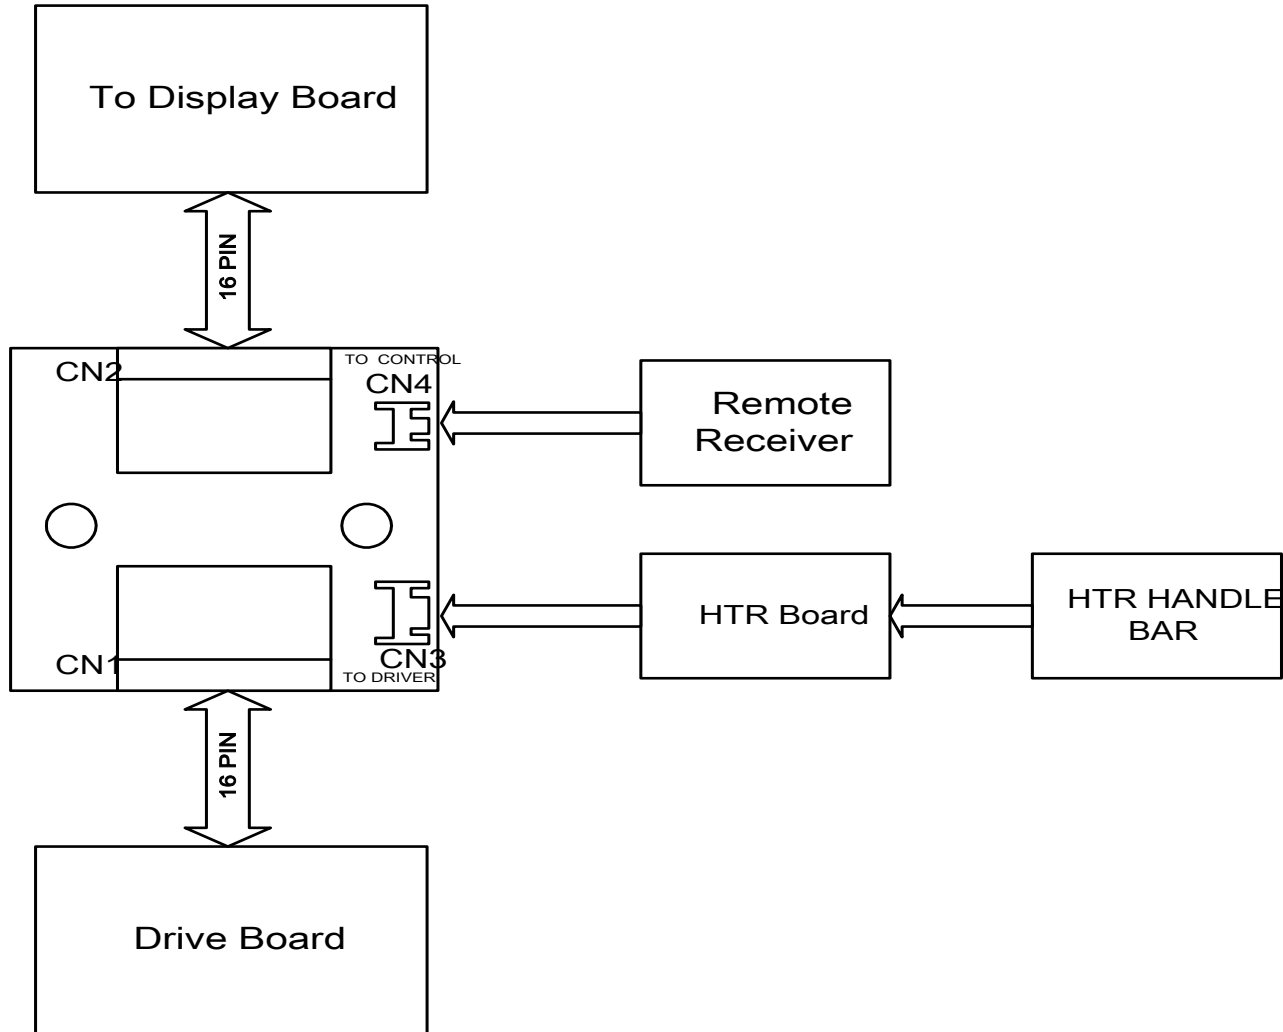 To Display Board
16 PIN
CN2
TO CONTROL
CN4
Remote
Receiver
HTR Board
HTR HANDLE
BAR
CN1
CN3
TO DRIVER
16 PIN
Drive Board